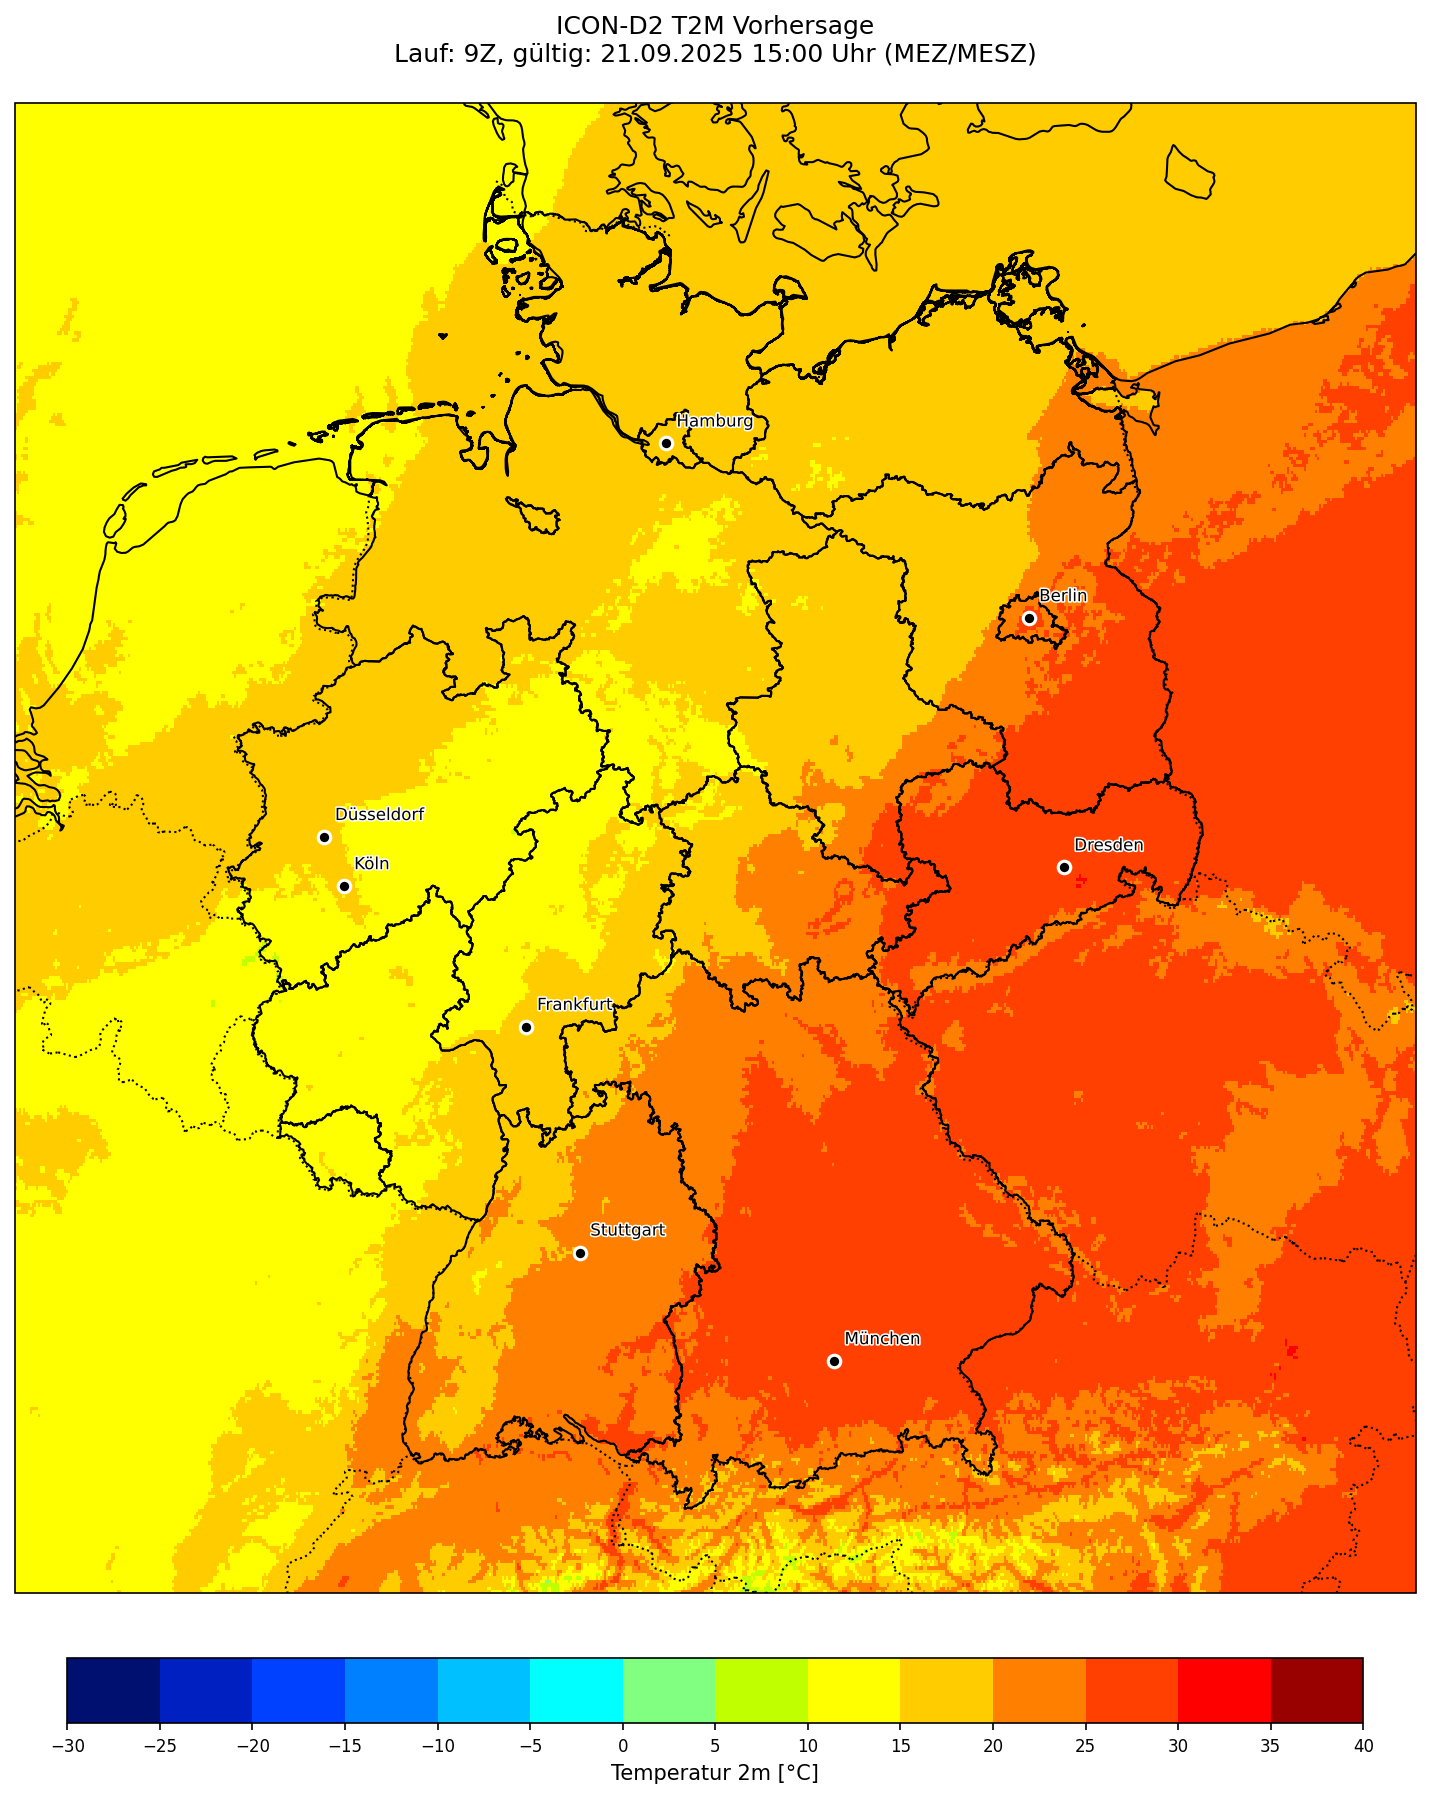 ICON-D2 T2M Vorhersage
Lauf: 9Z, gültig: 21.09.2025 15:00 Uhr (MEZ/MESZ)
Hamburg
Berlin
Düsseldorf
Dresden
Köln
Frankfurt
Stuttgart
München
−30 −25 −20 −15 −10 −5 0 5 10 15 20 25 30 35 40
Temperatur 2m [°C]